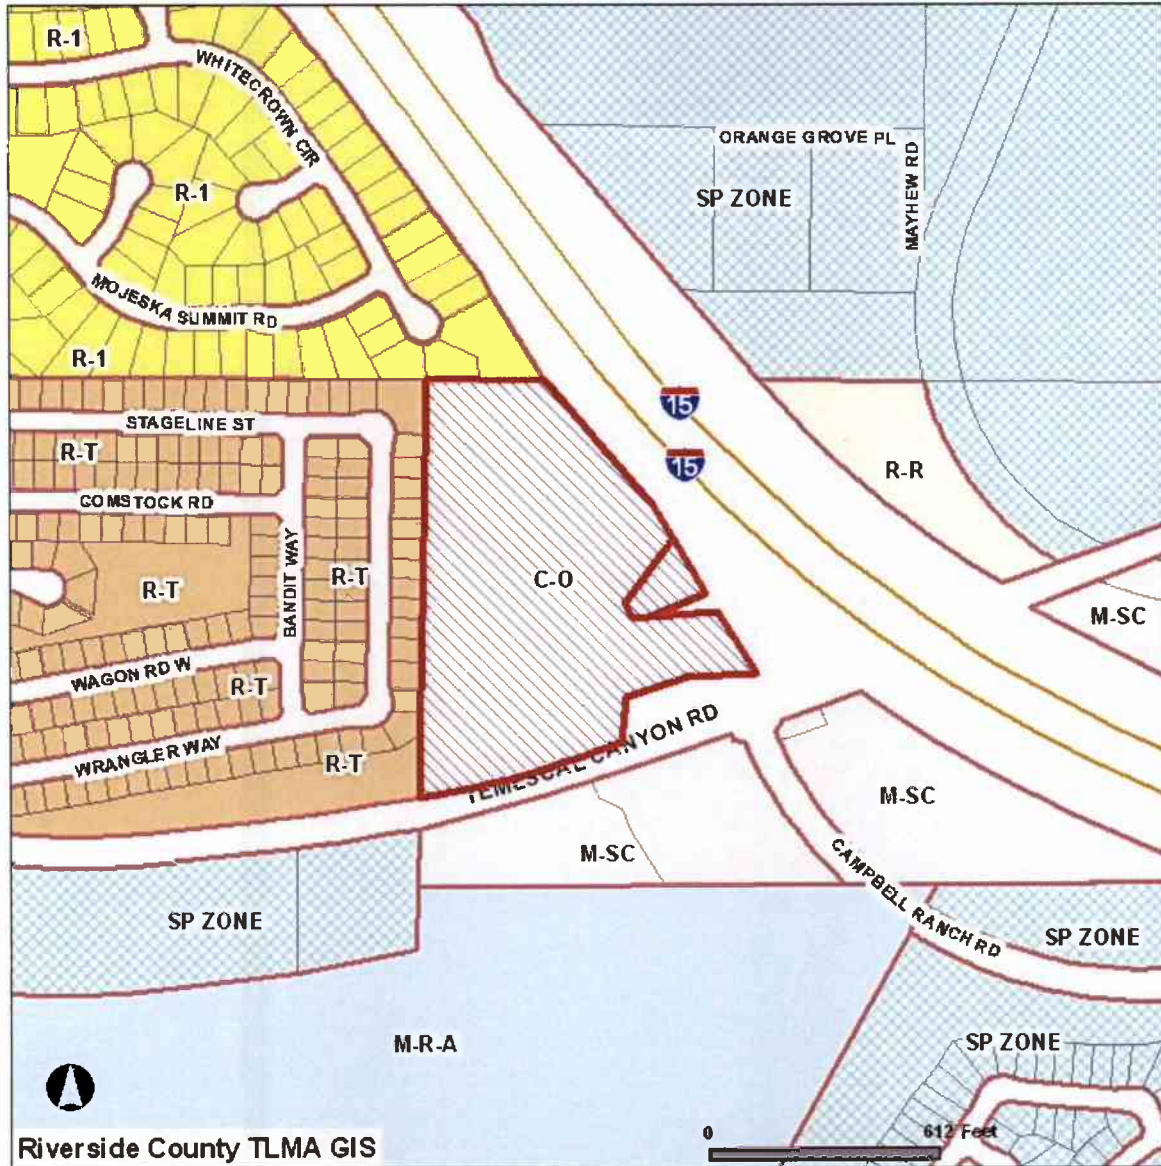 R-1
WHITECROWN CIR
ORANGE GROVE PL
MAYHEW RD
SP ZONE
R-1
MOJESKA SUMMIT RD
R-1
15
STAGELINE ST
R-T
15
R-R
COMSTOCK RD
BANDIT WAY
R-T
R-T
C-O
M-SC
WAGON RD W
R-T
TEMESCAL CANYON RD
WRANGLER WAY
R-T
M-SC
M-SC
CAMPBELL RANCH RD
SP ZONE
SP ZONE
M-R-A
SP ZONE
0
612 Feet
Riverside County TLMA GIS